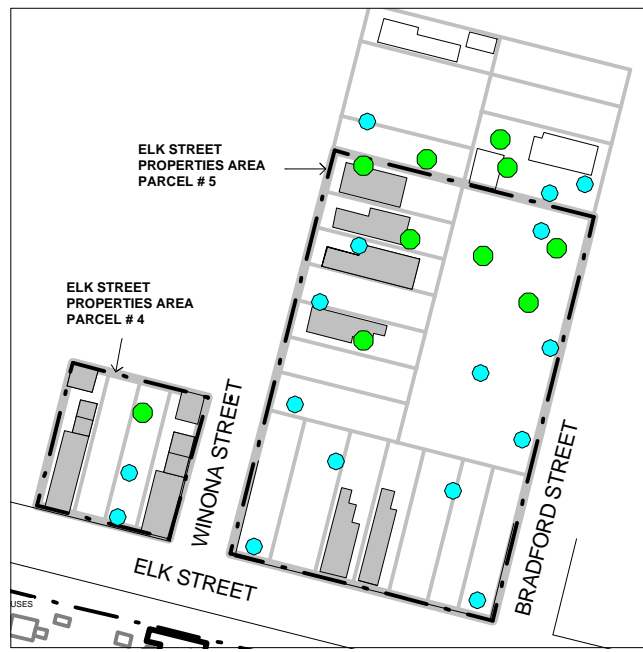 ELK STREET
PROPERTIES AREA
PARCEL # 5
ELK STREET
PROPERTIES AREA
PARCEL # 4
WINONA STREET
BRADFORD STREET
ELK STREET
USES